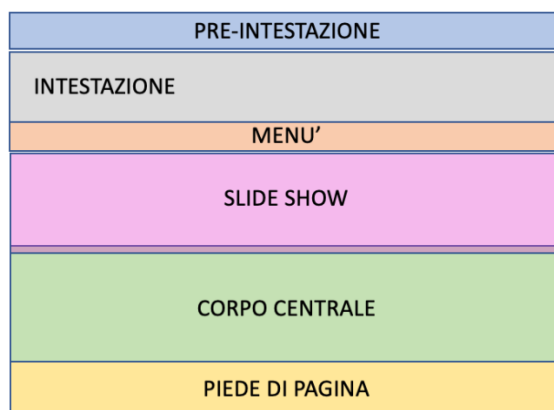 PRE-INTESTAZIONE
INTESTAZIONE
MENU’
SLIDE SHOW
CORPO CENTRALE
PIEDE DI PAGINA